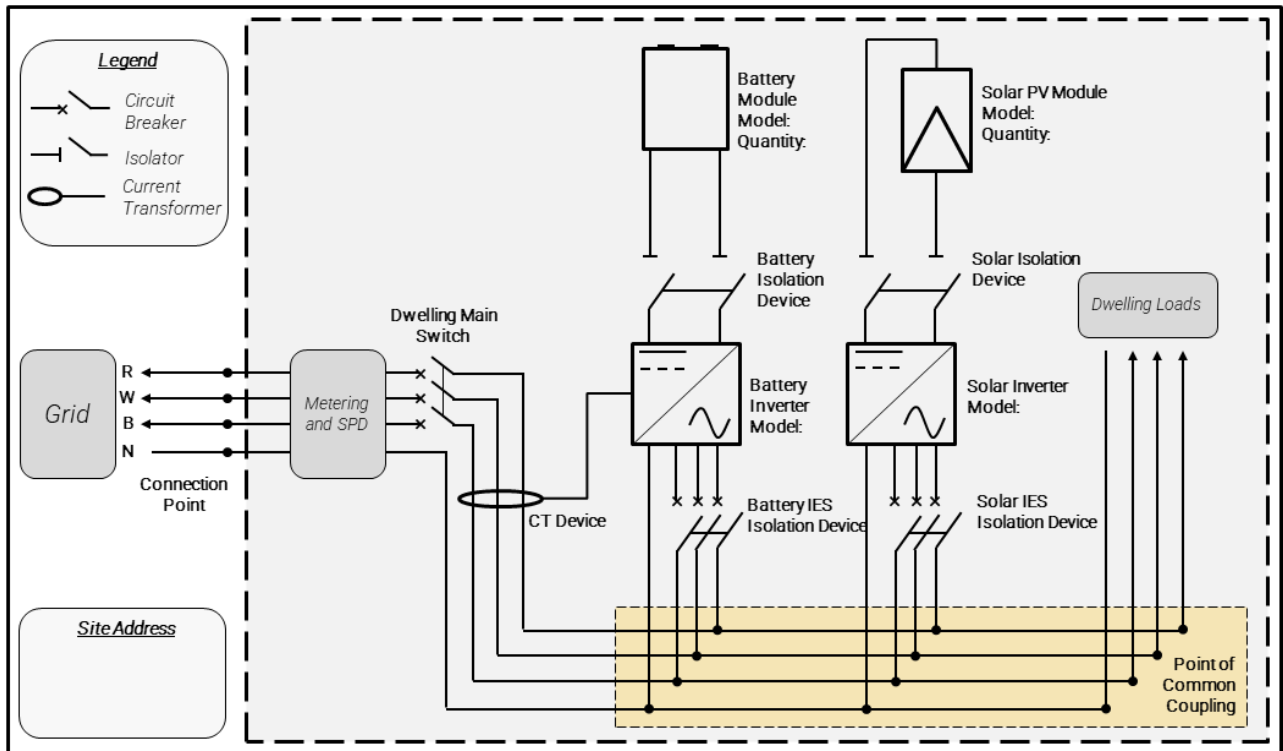 Legend
Circuit
Breaker
Isolator
Current
Transformer
Battery
Module
Model:
Quantity:
Solar PV Module
Model:
Quantity:
Battery
Isolation
Device
Solar Isolation
Device
Dwelling Loads
Dwelling Main
Switch
Grid
R
W
B
N
Metering
and SPD
Connection
Point
Battery
Inverter
Model:
Solar Inverter
Model:
CT Device
Battery IES
Isolation Device
Solar IES
Isolation Device
Site Address
Point of
Common
Coupling